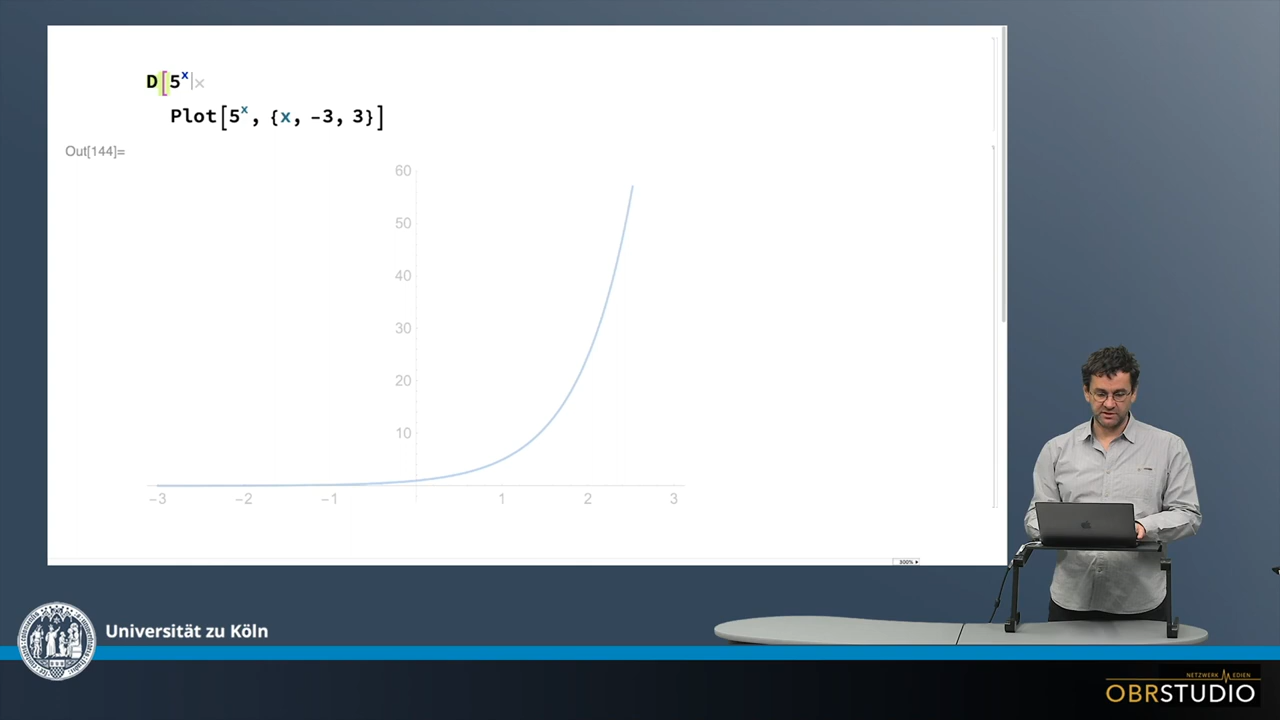 D[5^x
Plot[5^x, {x, -3, 3}]
Out[144]=
60
50
40
30
20
10
-3 -2 -1 1 2 3
300%
Universität zu Köln
NETZWERK MEDIEN
OBRSTUDIO